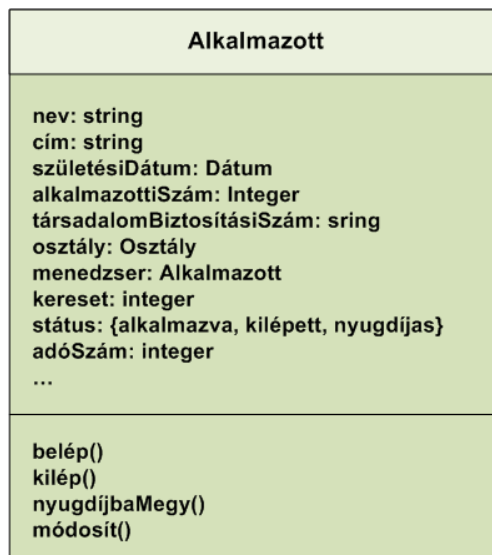 Alkalmazott
nev: string
cím: string
születésiDátum: Dátum
alkalmazottiSzám: Integer
társadalomBiztosításiSzám: sring
osztály: Osztály
menedzser: Alkalmazott
kereset: integer
státus: {alkalmazva, kilépett, nyugdíjas}
adóSzám: integer
...
belép()
kilép()
nyugdíjbaMegy()
módosít()